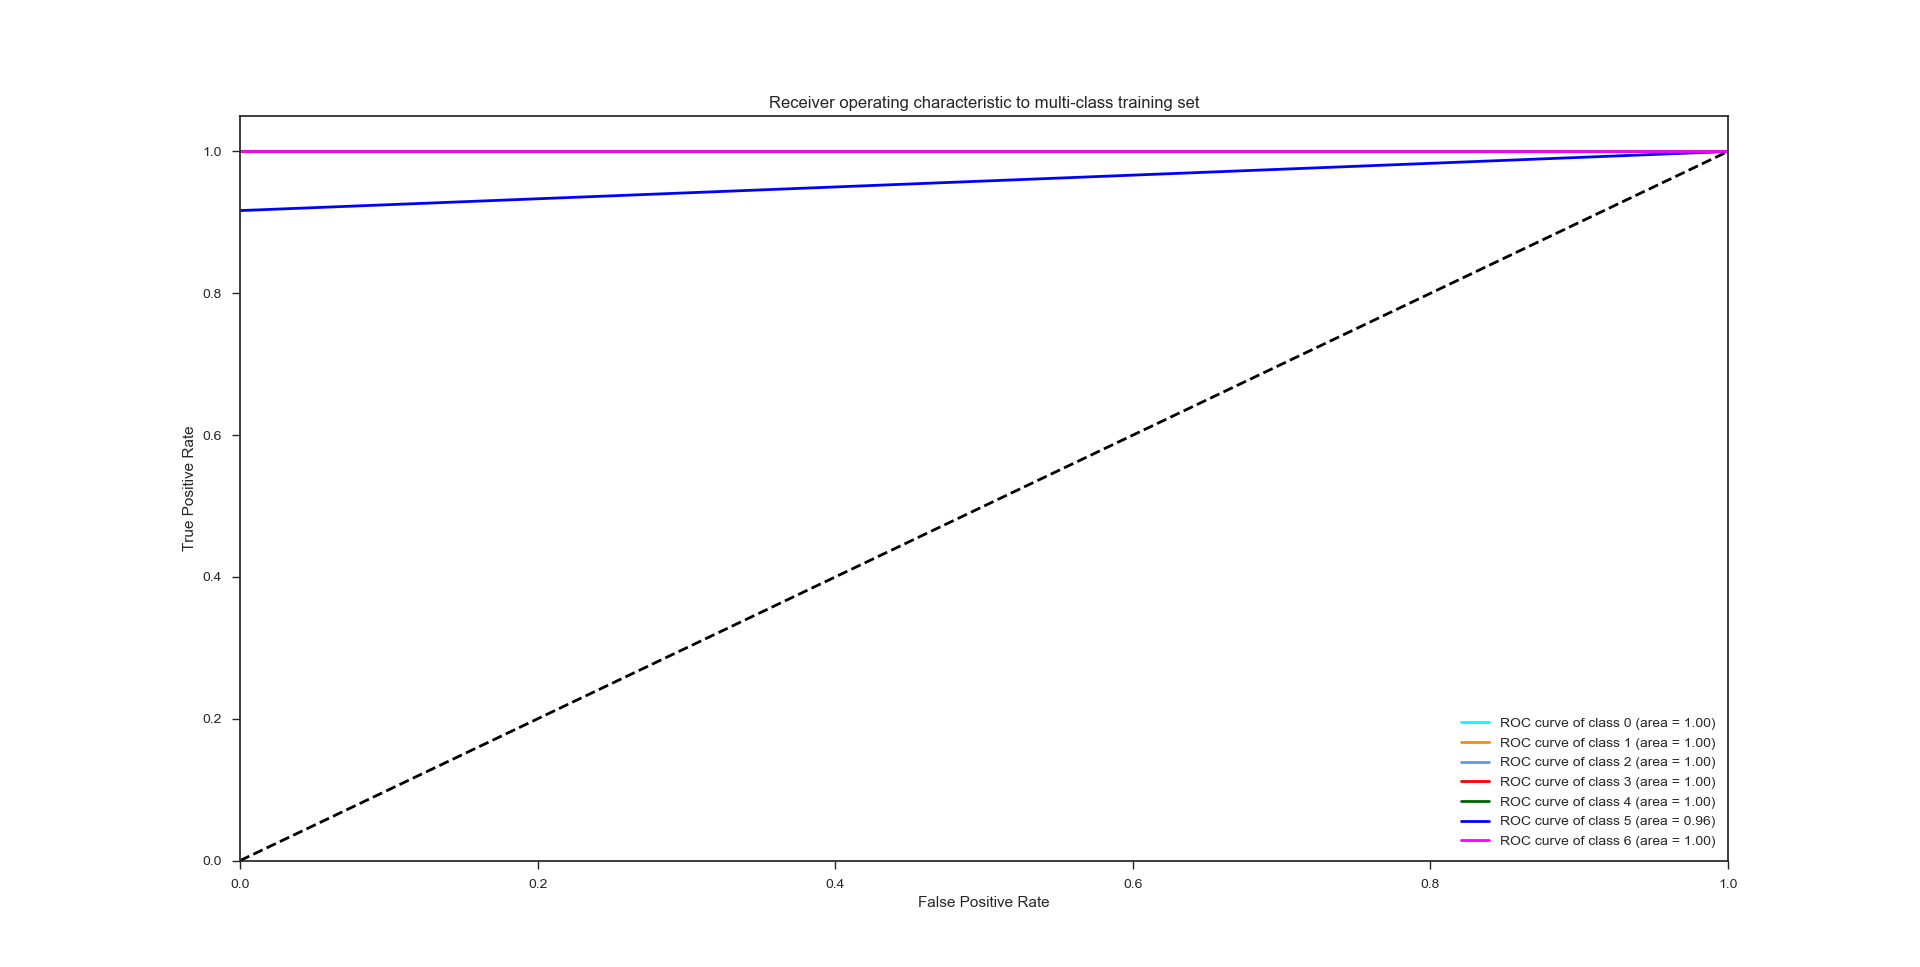 Receiver operating characteristic to multi-class training set
1.0
0.8
0.6
0.4
0.2
0.0
True Positive Rate
0.0 0.2 0.4 0.6 0.8 1.0
False Positive Rate
ROC curve of class 0 (area = 1.00)
ROC curve of class 1 (area = 1.00)
ROC curve of class 2 (area = 1.00)
ROC curve of class 3 (area = 1.00)
ROC curve of class 4 (area = 1.00)
ROC curve of class 5 (area = 0.96)
ROC curve of class 6 (area = 1.00)